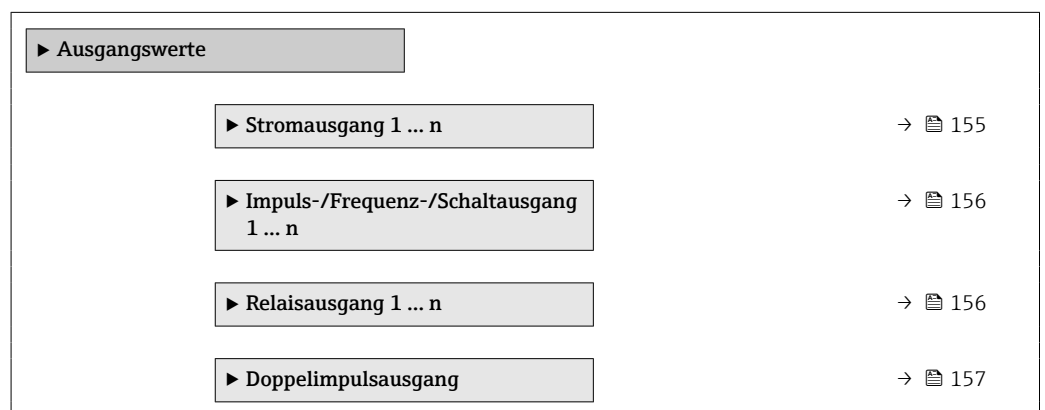 ▶ Ausgangswerte
▶ Stromausgang 1 … n → 155
▶ Impuls-/Frequenz-/Schaltausgang → 156
1 … n
▶ Relaisausgang 1 … n → 156
▶ Doppelimpulsausgang → 157